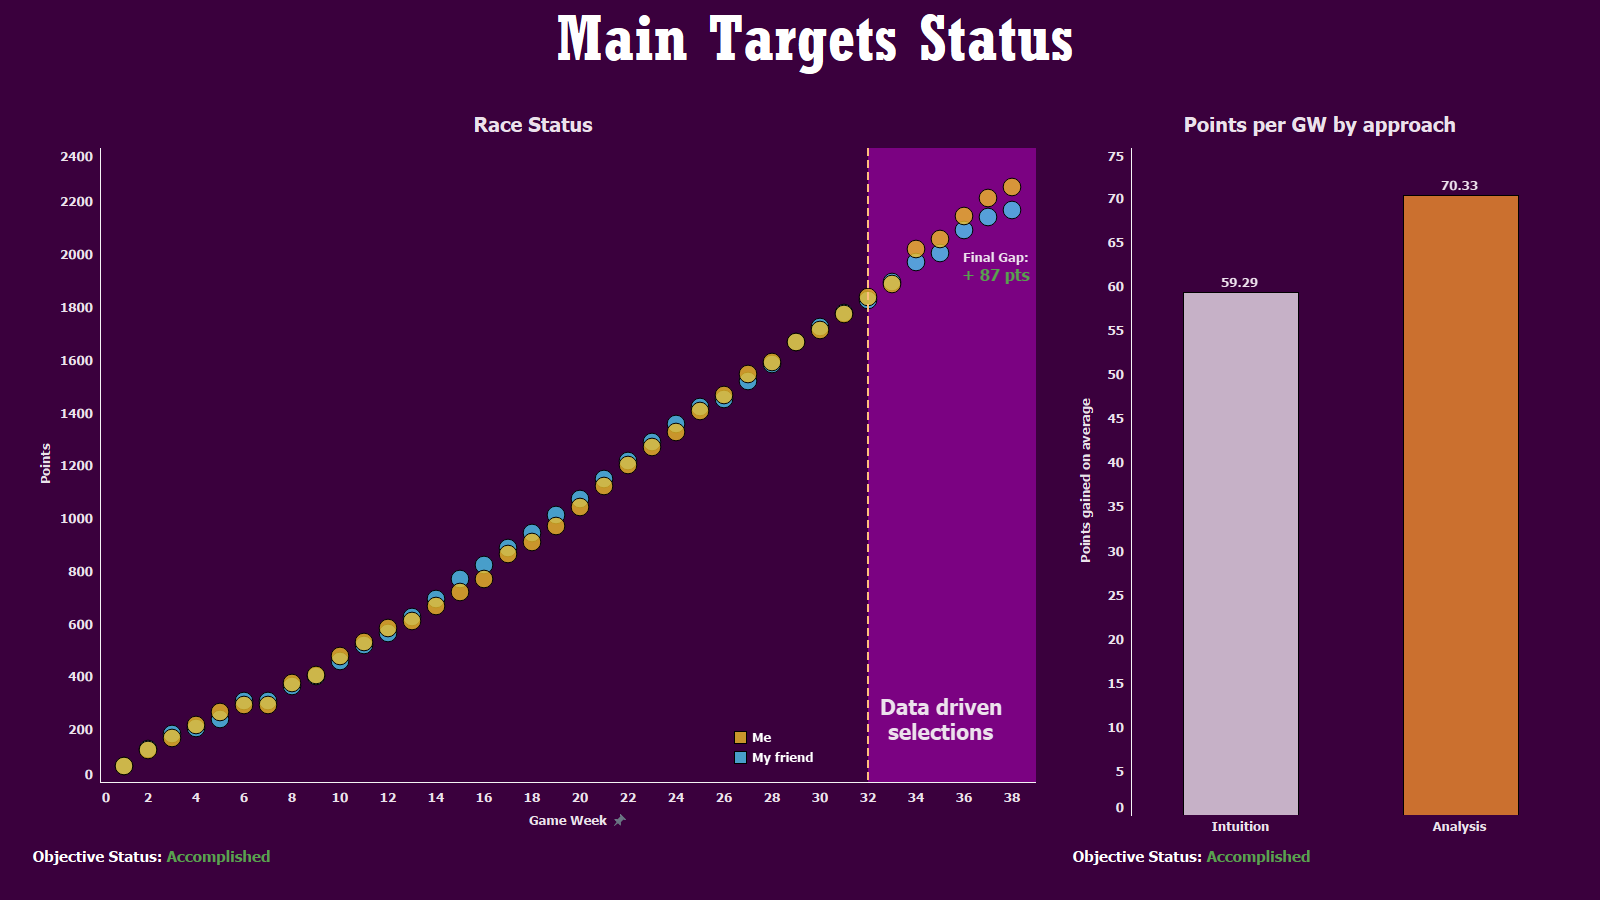 Main Targets Status
Race Status
2400
2200
2000
1800
1600
1400
1200
1000
800
600
400
200
0
Points
0 2 4 6 8 10 12 14 16 18 20 22 24 26 28 30 32 34 36 38
Game Week
Final Gap:
+ 87 pts
Data driven
selections
Me
My friend
Objective Status: Accomplished
Points per GW by approach
75
70
65
60
55
50
45
40
35
30
25
20
15
10
5
0
Points gained on average
59.29
70.33
Intuition Analysis
Objective Status: Accomplished